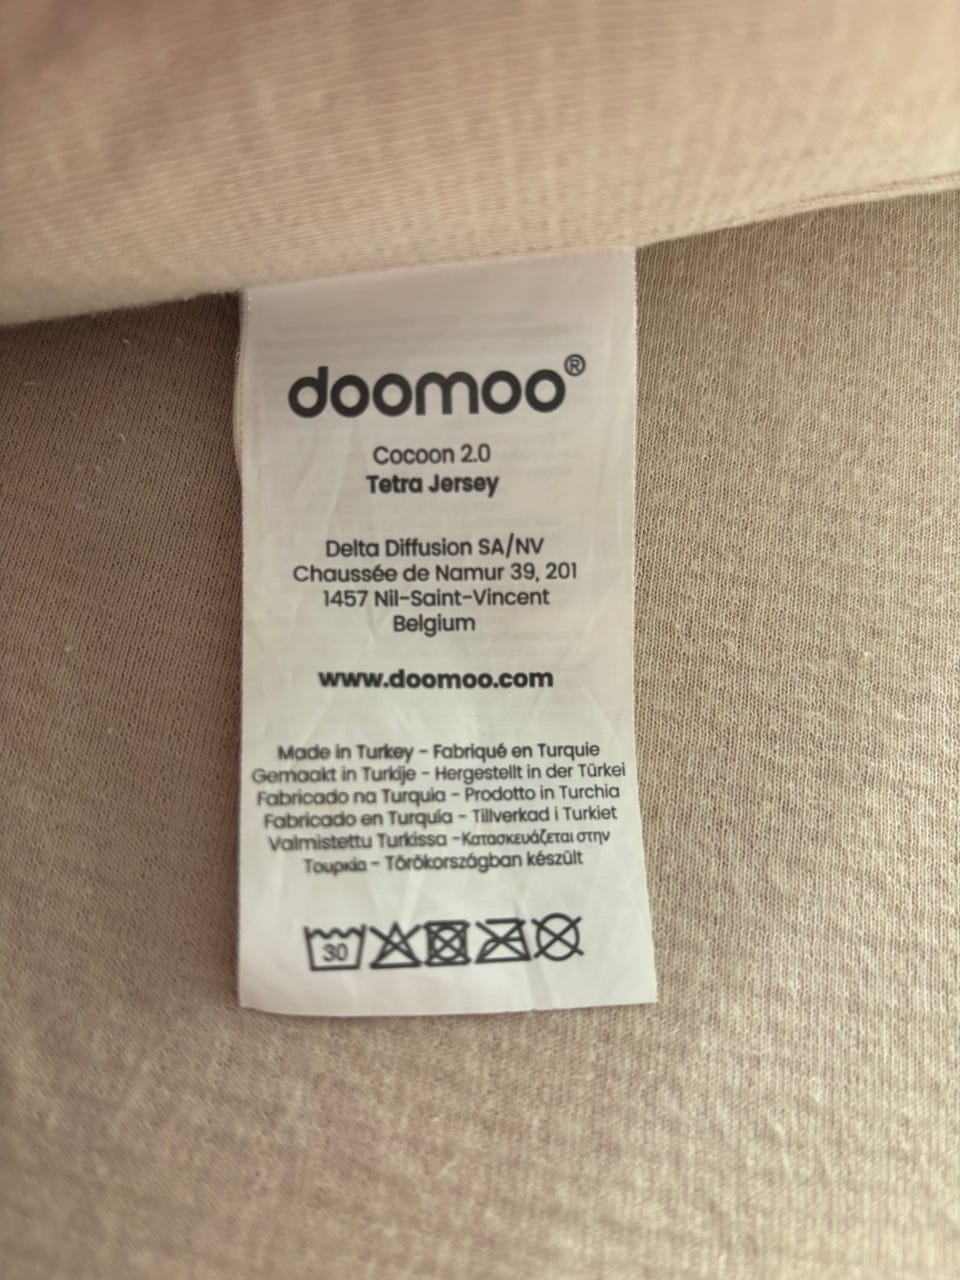 doomoo®
Cocoon 2.0
Tetra Jersey
Delta Diffusion SA/NV
Chaussée de Namur 39, 201
1457 Nil-Saint-Vincent
Belgium
www.doomoo.com
Made in Turkey - Fabriqué en Turquie
Gemaakt in Turkije - Hergestellt in der Türkei
Fabricado na Turquia - Prodotto in Turchia
Fabricado en Turquía - Tillverkad i Turkiet
Valmistettu Turkissa -Κατασκευάζεται στην
Τουρκία - Törökországban készült
30